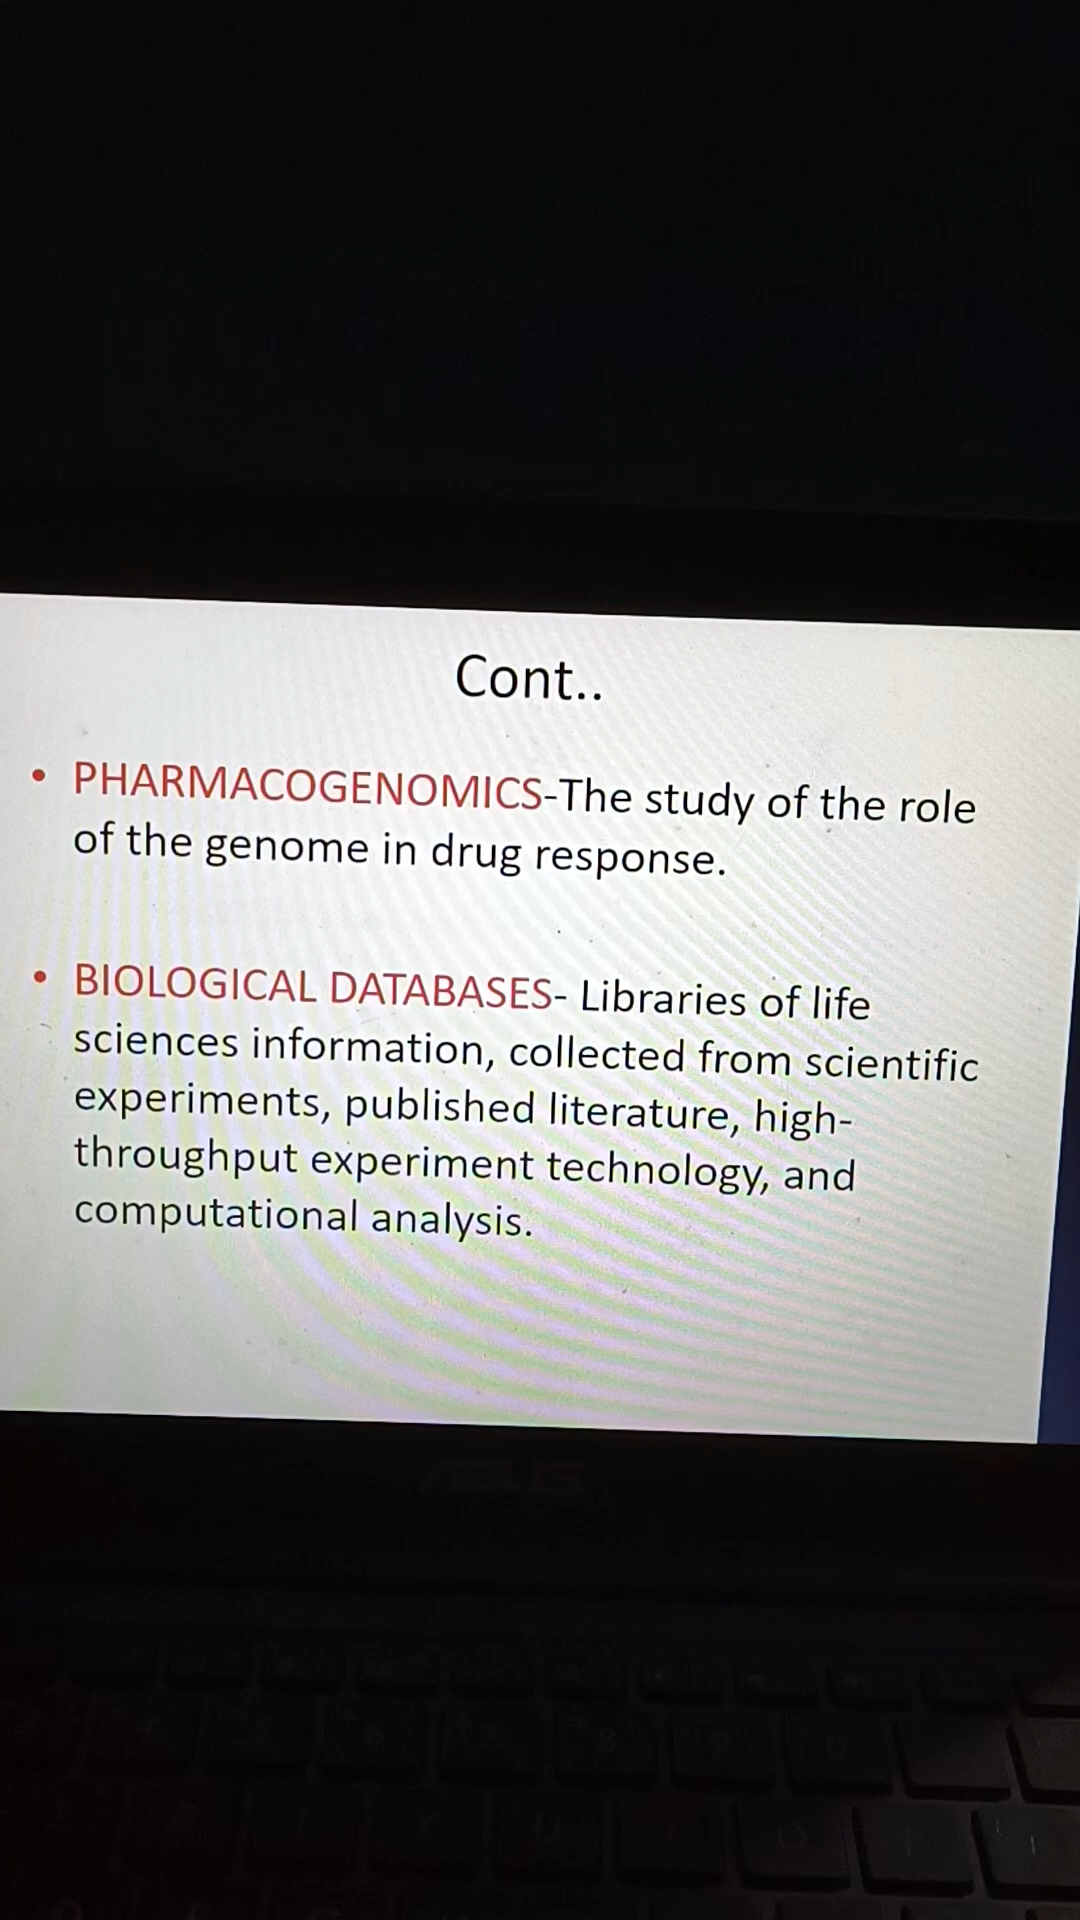 Cont..
• PHARMACOGENOMICS-The study of the role
of the genome in drug response.
• BIOLOGICAL DATABASES- Libraries of life
sciences information, collected from scientific
experiments, published literature, high-
throughput experiment technology, and
computational analysis.
ASUS